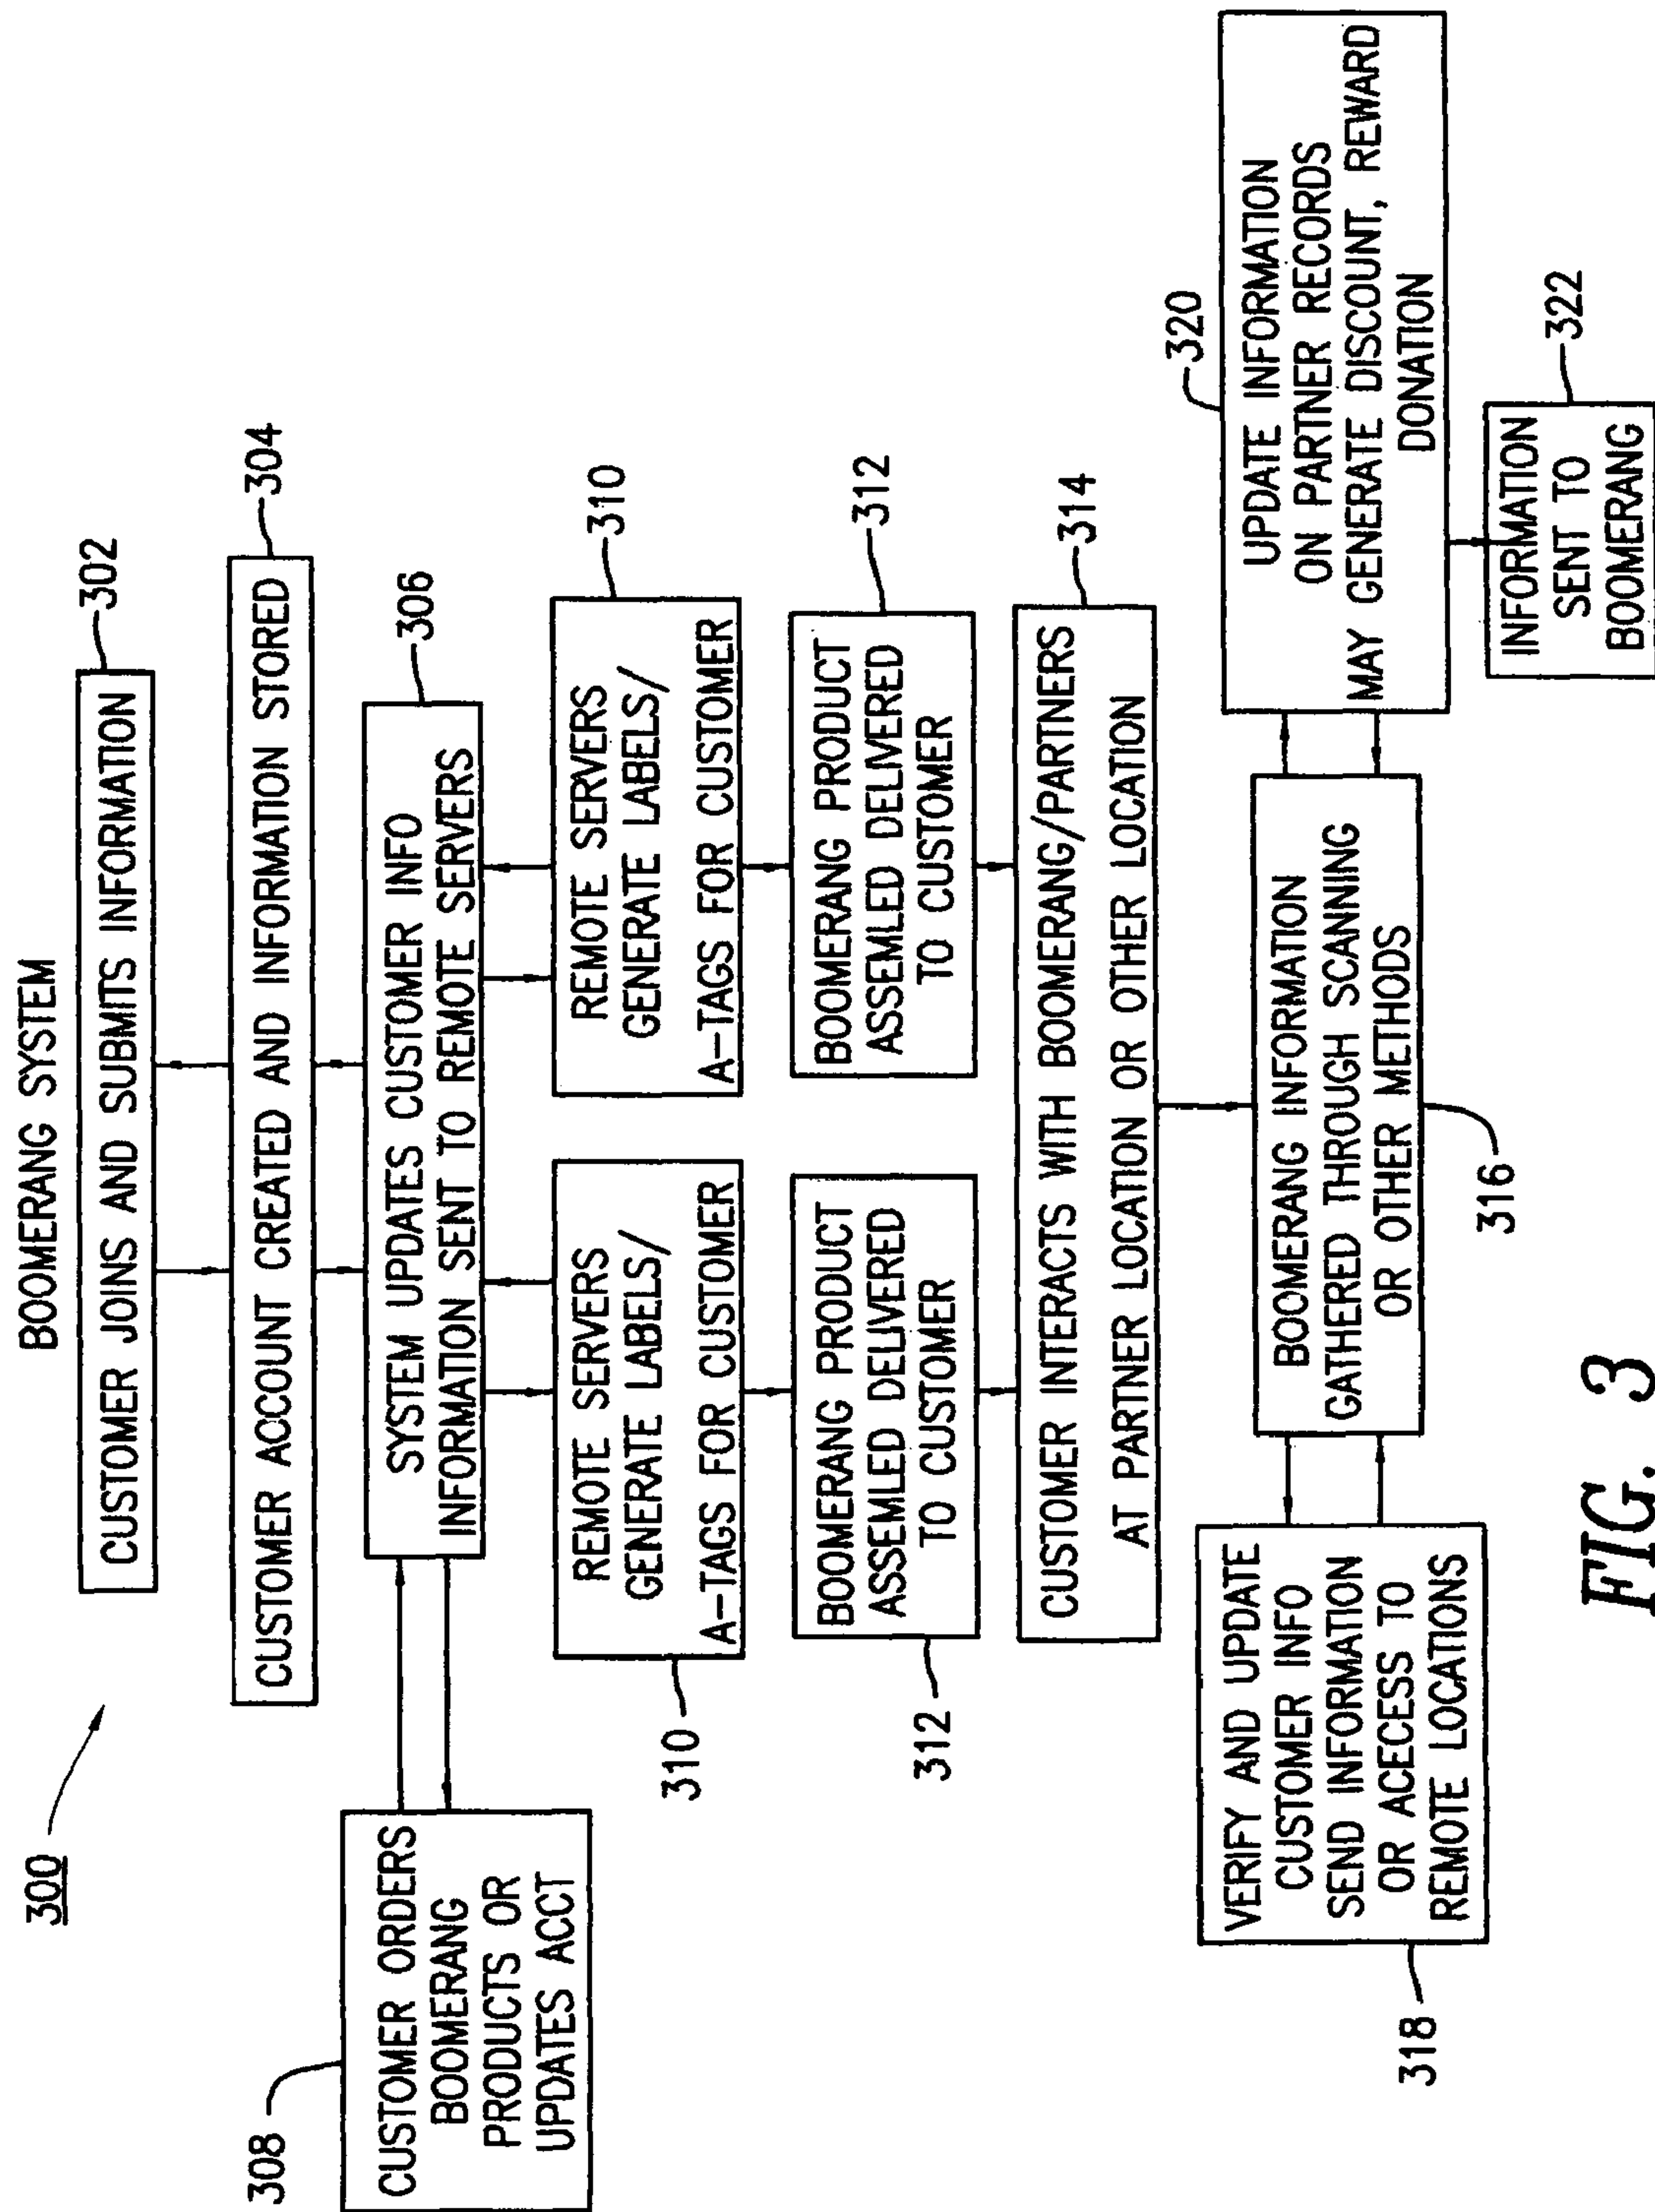 BOOMERANG SYSTEM
300
302
CUSTOMER JOINS AND SUBMITS INFORMATION
304
CUSTOMER ACCOUNT CREATED AND INFORMATION STORED
306
SYSTEM UPDATES CUSTOMER INFO
INFORMATION SENT TO REMOTE SERVERS
308
CUSTOMER ORDERS
BOOMERANG
PRODUCTS OR
UPDATES ACCT
310
REMOTE SERVERS
GENERATE LABELS/
A-TAGS FOR CUSTOMER
310
REMOTE SERVERS
GENERATE LABELS/
A-TAGS FOR CUSTOMER
312
BOOMERANG PRODUCT
ASSEMLED DELIVERED
TO CUSTOMER
312
BOOMERANG PRODUCT
ASSEMLED DELIVERED
TO CUSTOMER
314
CUSTOMER INTERACTS WITH BOOMERANG/PARTNERS
AT PARTNER LOCATION OR OTHER LOCATION
318
VERIFY AND UPDATE
CUSTOMER INFO
SEND INFORMATION
OR ACESS TO
REMOTE LOCATIONS
316
BOOMERANG INFORMATION
GATHERED THROUGH SCANNING
OR OTHER METHODS
320
UPDATE INFORMATION
ON PARTNER RECORDS
MAY GENERATE DISCOUNT, REWARD
DONATION
322
INFORMATION
SENT TO
BOOMERANG
FIG. 3